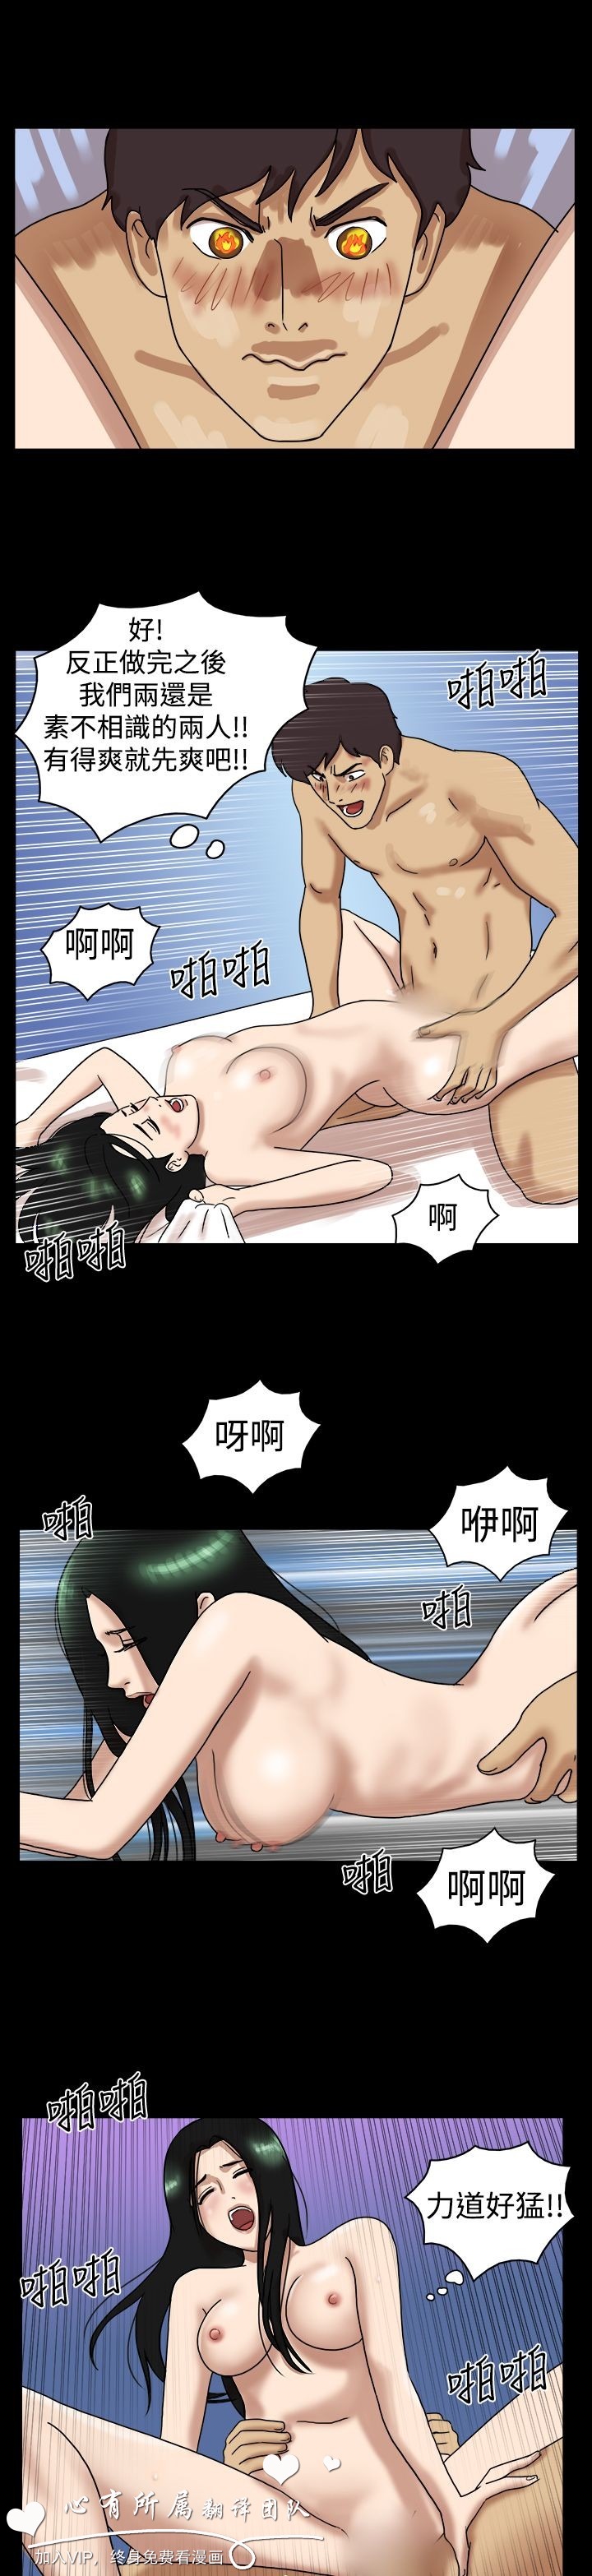 好!
反正做完之後
我們兩還是
素不相識的兩人!!
有得爽就先爽吧!!
啪啪
啊啊
啪啪
啊
啪啪
呀啊
啪
咿啊
啪
啪
啊啊
啪啪
力道好猛!!
啪啪
啪啪
心有所属翻译团队
加入VIP，终身免费看漫画